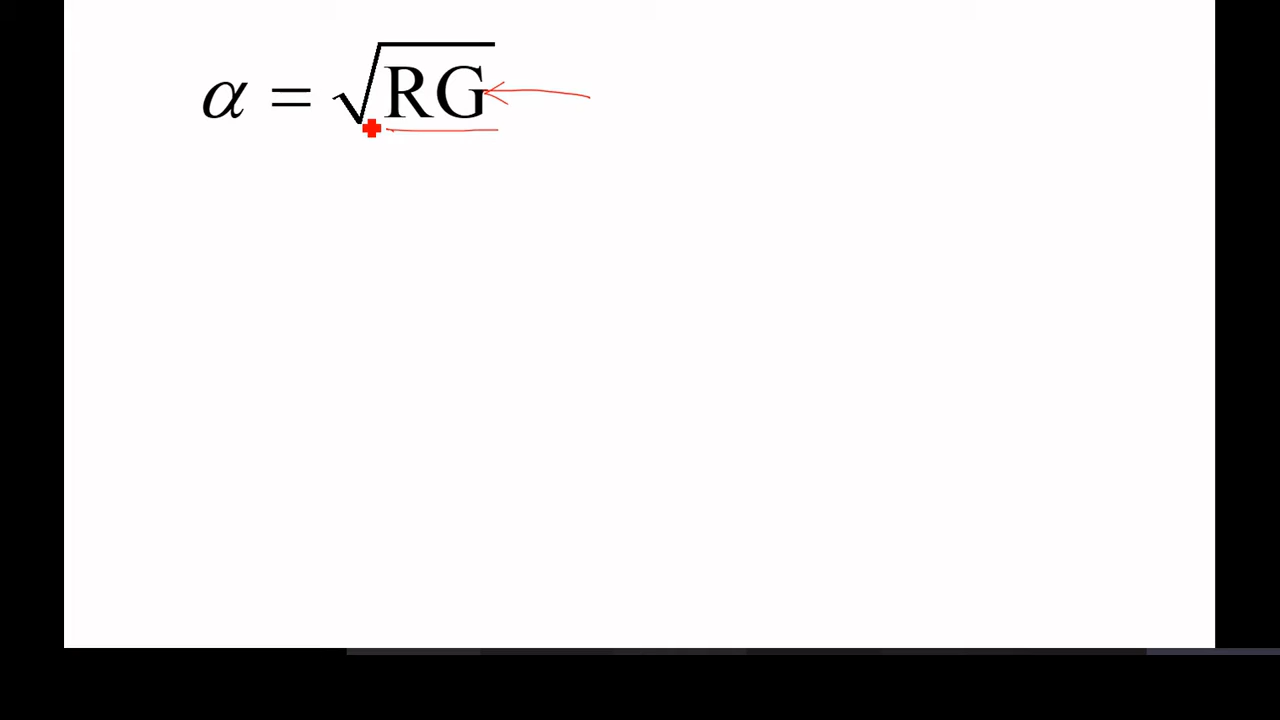 α = √RG